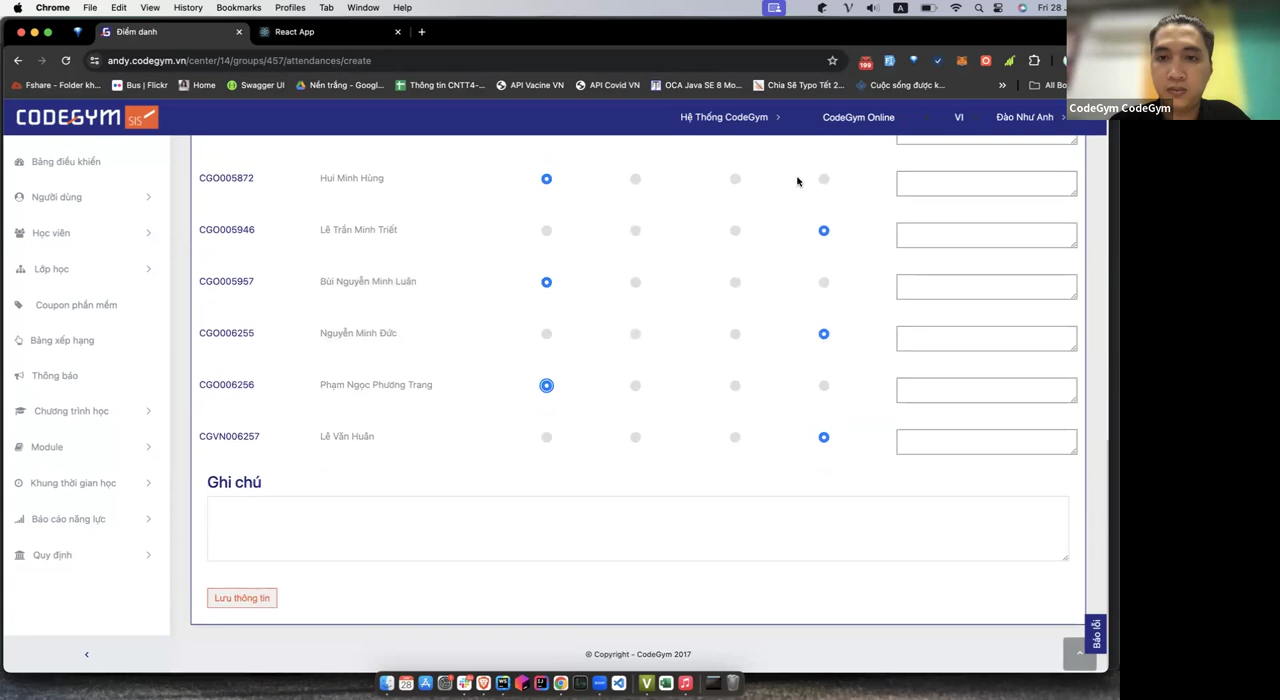 Chrome File Edit View History Bookmarks Profiles Tab Window Help A Fri 28
Điểm danh × React App × +
andy.codegym.vn/center/14/groups/457/attendances/create 199
Fshare - Folder kh... Bus | Flickr Home Swagger UI Nền trắng - Googl... Thông tin CNTT4-... API Vacine VN API Covid VN OCA Java SE 8 Mo... Chia Sẽ Typo Tết 2... Cuộc sống được k... » All Bo
CodeGym CodeGym
CODEGYM SIS Hệ Thống CodeGym CodeGym Online VI Đào Như Anh
Bảng điều khiển
Người dùng
Học viên
Lớp học
Coupon phần mềm
Bảng xếp hạng
Thông báo
Chương trình học
Module
Khung thời gian học
Báo cáo năng lực
Quy định
CGO005872 Hui Minh Hùng
CGO005946 Lê Trần Minh Triết
CGO005957 Bùi Nguyễn Minh Luân
CGO006255 Nguyễn Minh Đức
CGO006256 Phạm Ngọc Phương Trang
CGVN006257 Lê Văn Huân
Ghi chú
Lưu thông tin
Báo lỗi
© Copyright - CodeGym 2017
28